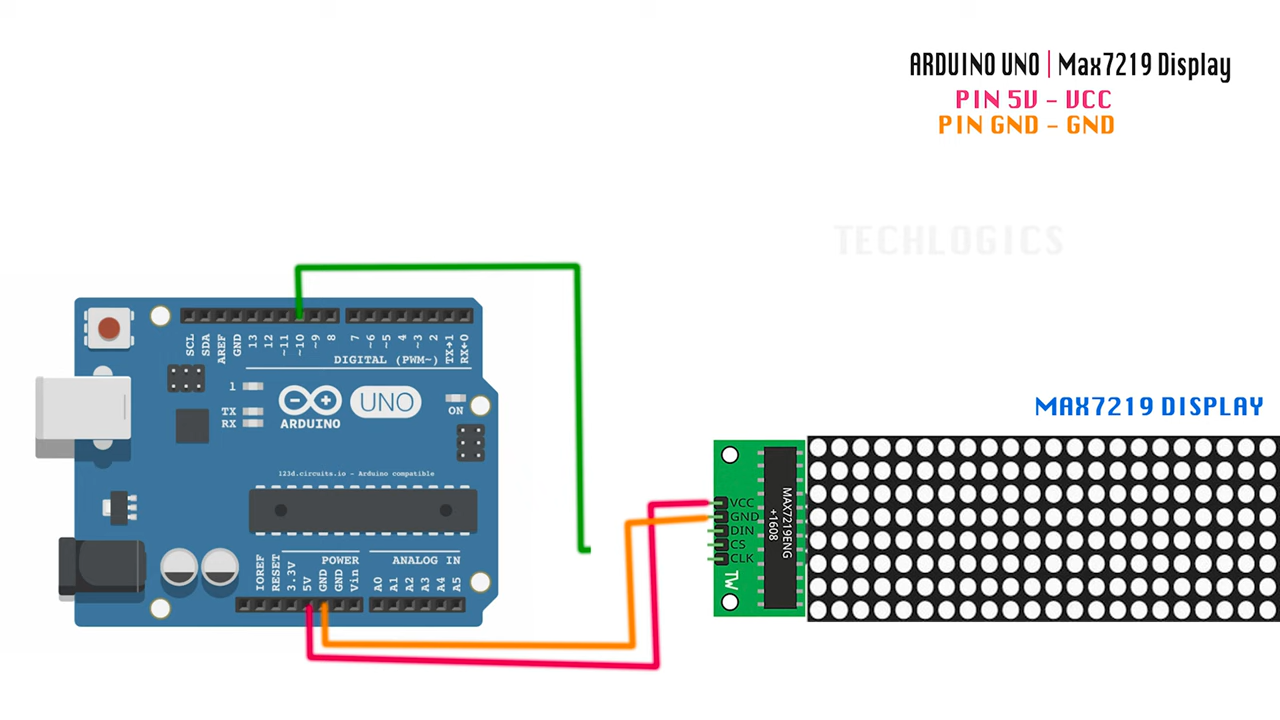 ARDUINO UNO | Max7219 Display
PIN 5V - VCC
PIN GND - GND
TECHLOGICS
SCL
SDA
AREF
GND
13
12
~11
~10
~9
8
7
~6
~5
4
~3
2
TX→1
RX←0
DIGITAL (PWM~)
1
TX
RX
ARDUINO
UNO
ON
123d.circuits.io - Arduino compatible
MAX7219 DISPLAY
VCC
GND
DIN
CS
CLK
TW
MAX7219ENG
+1608
POWER
ANALOG IN
IOREF
RESET
3.3V
5V
GND
GND
Vin
A0
A1
A2
A3
A4
A5